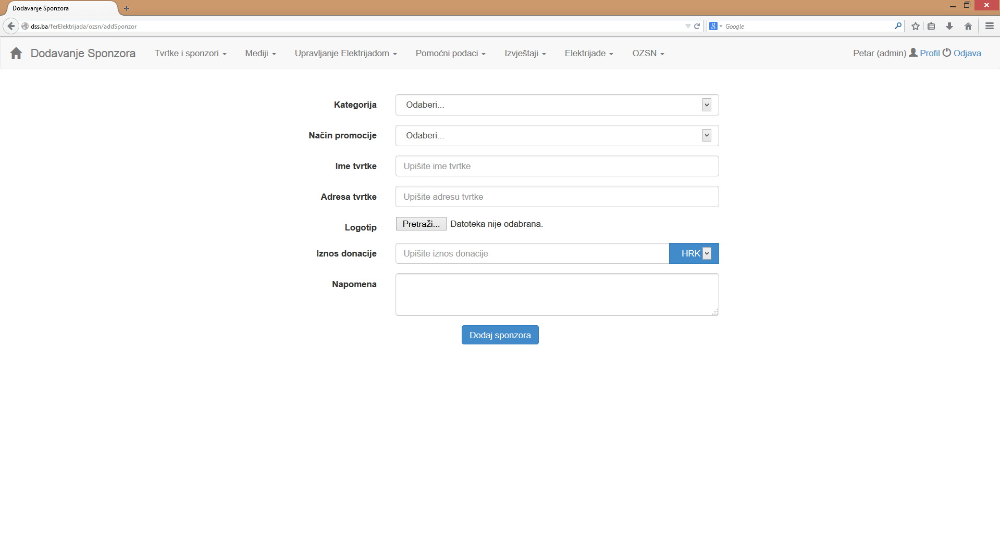 Dodavanje Sponzora
dss.ba/ferElektrijada/ozsn/addSponzor
Google
Dodavanje Sponzora Tvrtke i sponzori Mediji Upravljanje Elektrijadom Pomoćni podaci Izvještaji Elektrijade OZSN Petar (admin) Profil Odjava
Kategorija Odaberi...
Način promocije Odaberi...
Ime tvrtke Upišite ime tvrtke
Adresa tvrtke Upišite adresu tvrtke
Logotip Pretraži... Datoteka nije odabrana.
Iznos donacije Upišite iznos donacije HRK
Napomena
Dodaj sponzora